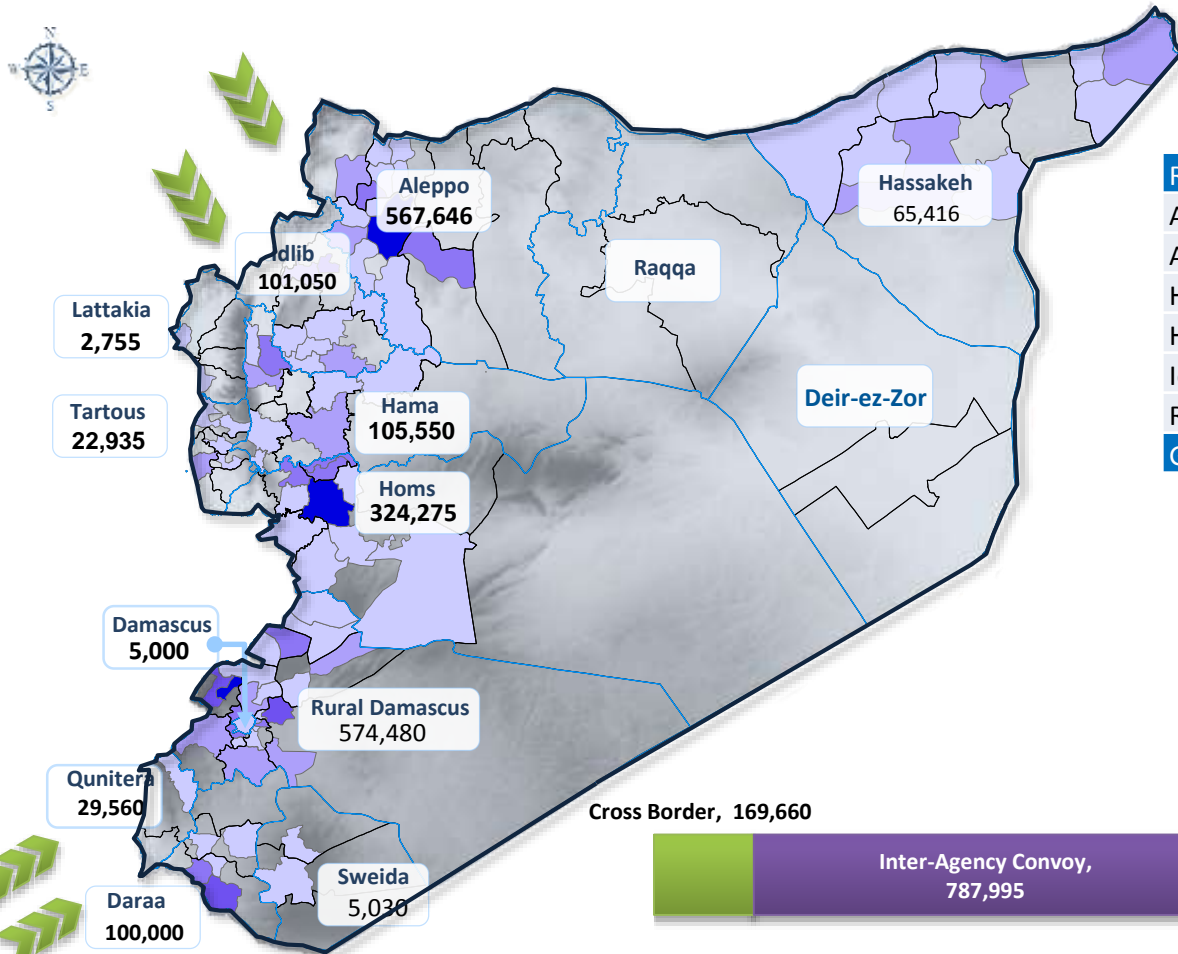 N
W E
S
Aleppo
567,646
Hassakeh
65,416
Idlib
101,050
Raqqa
Lattakia
2,755
Deir-ez-Zor
Tartous
22,935
Hama
105,550
Homs
324,275
Damascus
5,000
Rural Damascus
574,480
Qunitera
29,560
Cross Border, 169,660
Inter-Agency Convoy,
787,995
Sweida
5,030
Daraa
100,000